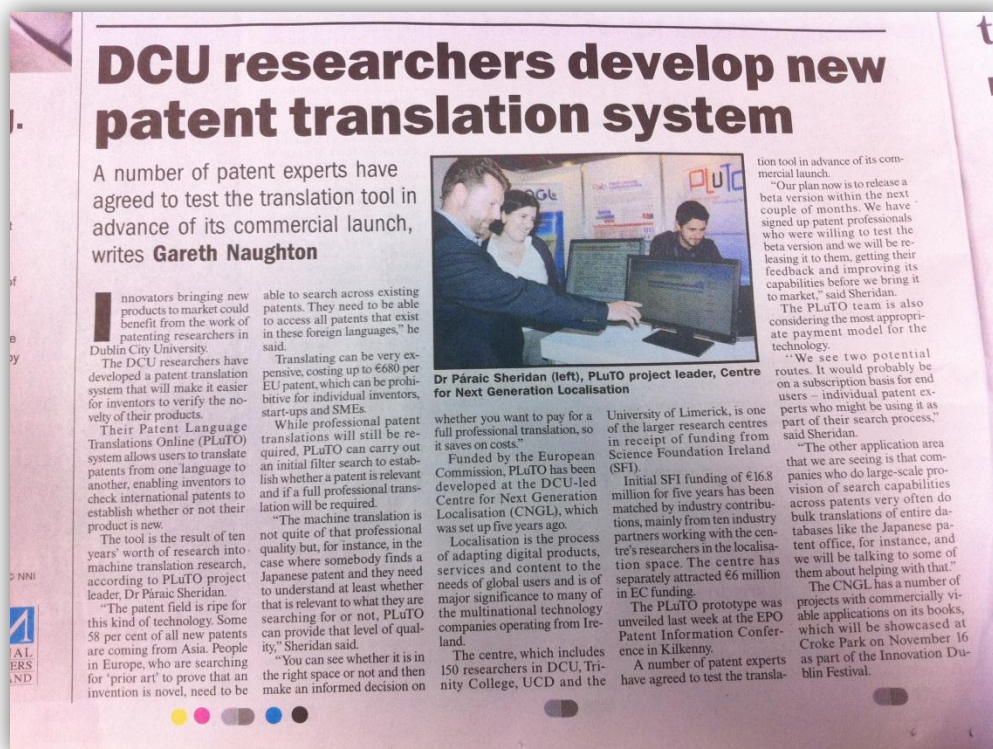 DCU researchers develop new
patent translation system
A number of patent experts have
agreed to test the translation tool in
advance of its commercial launch,
writes Gareth Naughton
Innovators bringing new
products to market could
benefit from the work of
patenting researchers in
Dublin City University.
The DCU researchers have
developed a patent translation
system that will make it easier
for inventors to verify the no-
velty of their products.
Their Patent Language
Translations Online (PLuTO)
system allows users to translate
patents from one language to
another, enabling inventors to
check international patents to
establish whether or not their
product is new.
The tool is the result of ten
years' worth of research into
machine translation research,
according to PLuTO project
leader, Dr Páraic Sheridan.
"The patent field is ripe for
this kind of technology. Some
58 per cent of all new patents
are coming from Asia. People
in Europe, who are searching
for 'prior art' to prove that an
invention is novel, need to be
able to search across existing
patents. They need to be able
to access all patents that exist
in these foreign languages," he
said.
Translating can be very ex-
pensive, costing up to €680 per
EU patent, which can be prohi-
bitive for individual inventors,
start-ups and SMEs.
While professional patent
translations will still be re-
quired, PLuTO can carry out
an initial filter search to estab-
lish whether a patent is relevant
and if a full professional trans-
lation will be required.
"The machine translation is
not quite of that professional
quality but, for instance, in the
case where somebody finds a
Japanese patent and they need
to understand at least whether
that is relevant to what they are
searching for or not, PLuTO
can provide that level of qual-
ity," Sheridan said.
"You can see whether it is in
the right space or not and then
make an informed decision on
CNGL
PLuTO
Dr Páraic Sheridan (left), PLuTO project leader, Centre
for Next Generation Localisation
whether you want to pay for a
full professional translation, so
it saves on costs."
Funded by the European
Commission, PLuTO has been
developed at the DCU-led
Centre for Next Generation
Localisation (CNGL), which
was set up five years ago.
Localisation is the process
of adapting digital products,
services and content to the
needs of global users and is of
major significance to many of
the multinational technology
companies operating from Ire-
land.
The centre, which includes
150 researchers in DCU, Tri-
nity College, UCD and the
University of Limerick, is one
of the larger research centres
in receipt of funding from
Science Foundation Ireland
(SFI).
Initial SFI funding of €16.8
million for five years has been
matched by industry contribu-
tions, mainly from ten industry
partners working with the cen-
tre's researchers in the localisa-
tion space. The centre has
separately attracted €6 million
in EC funding.
The PLuTO prototype was
unveiled last week at the EPO
Patent Information Confer-
ence in Kilkenny.
A number of patent experts
have agreed to test the transla-
tion tool in advance of its com-
mercial launch.
"Our plan now is to release a
beta version within the next
couple of months. We have
signed up patent professionals
who were willing to test the
beta version and we will be re-
leasing it to them, getting their
feedback and improving its
capabilities before we bring it
to market," said Sheridan.
The PLuTO team is also
considering the most appropri-
ate payment model for the
technology.
"We see two potential
routes. It would probably be
on a subscription basis for end
users – individual patent ex-
perts who might be using it as
part of their search process,"
said Sheridan.
"The other application area
that we are seeing is that com-
panies who do large-scale pro-
vision of search capabilities
across patents very often do
bulk translations of entire da-
tabases like the Japanese pa-
tent office, for instance, and
we will be talking to some of
them about helping with that."
The CNGL has a number of
projects with commercially vi-
able applications on its books,
which will be showcased at
Croke Park on November 16
as part of the Innovation Du-
blin Festival.
NNI